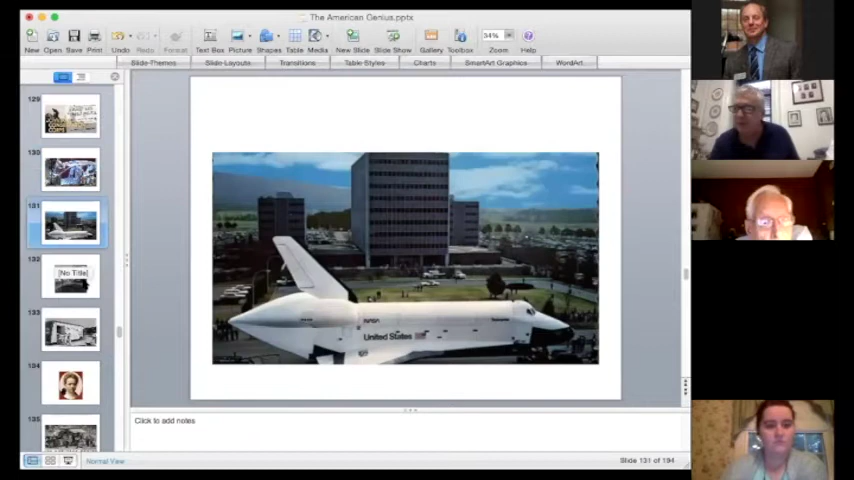 The American Genius.pptx
New Open Save Print Undo Redo Format Text Box Picture Shapes Table Media New Slide Slide Show Gallery Toolbox Zoom Help
34%
Slide Themes Slide Layouts Transitions Table Styles Charts SmartArt Graphics WordArt
129
130
131
132
[No Title]
133
134
135
NASA
United States
Click to add notes
Normal View
Slide 131 of 194